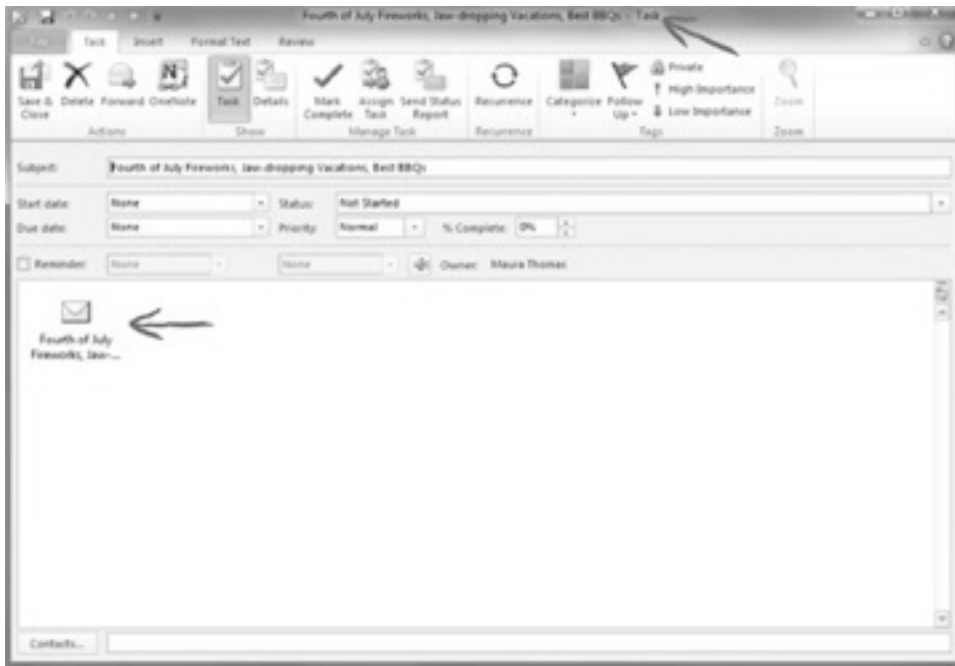 Fourth of July Fireworks, Jaw-dropping Vacations, Best BBQs - Task
File Task Insert Format Text Review
Save & Close Delete Forward OneNote Task Details Mark Complete Assign Task Send Status Report Recurrence Categorize Follow Up Private High Importance Low Importance Zoom
Actions Show Manage Task Recurrence Tags Zoom
Subject: Fourth of July Fireworks, Jaw-dropping Vacations, Best BBQs
Start date: None Status: Not Started
Due date: None Priority: Normal % Complete: 0%
Reminder: None None Owner: Maura Thomas
Fourth of July
Fireworks, Jaw-...
Contacts...